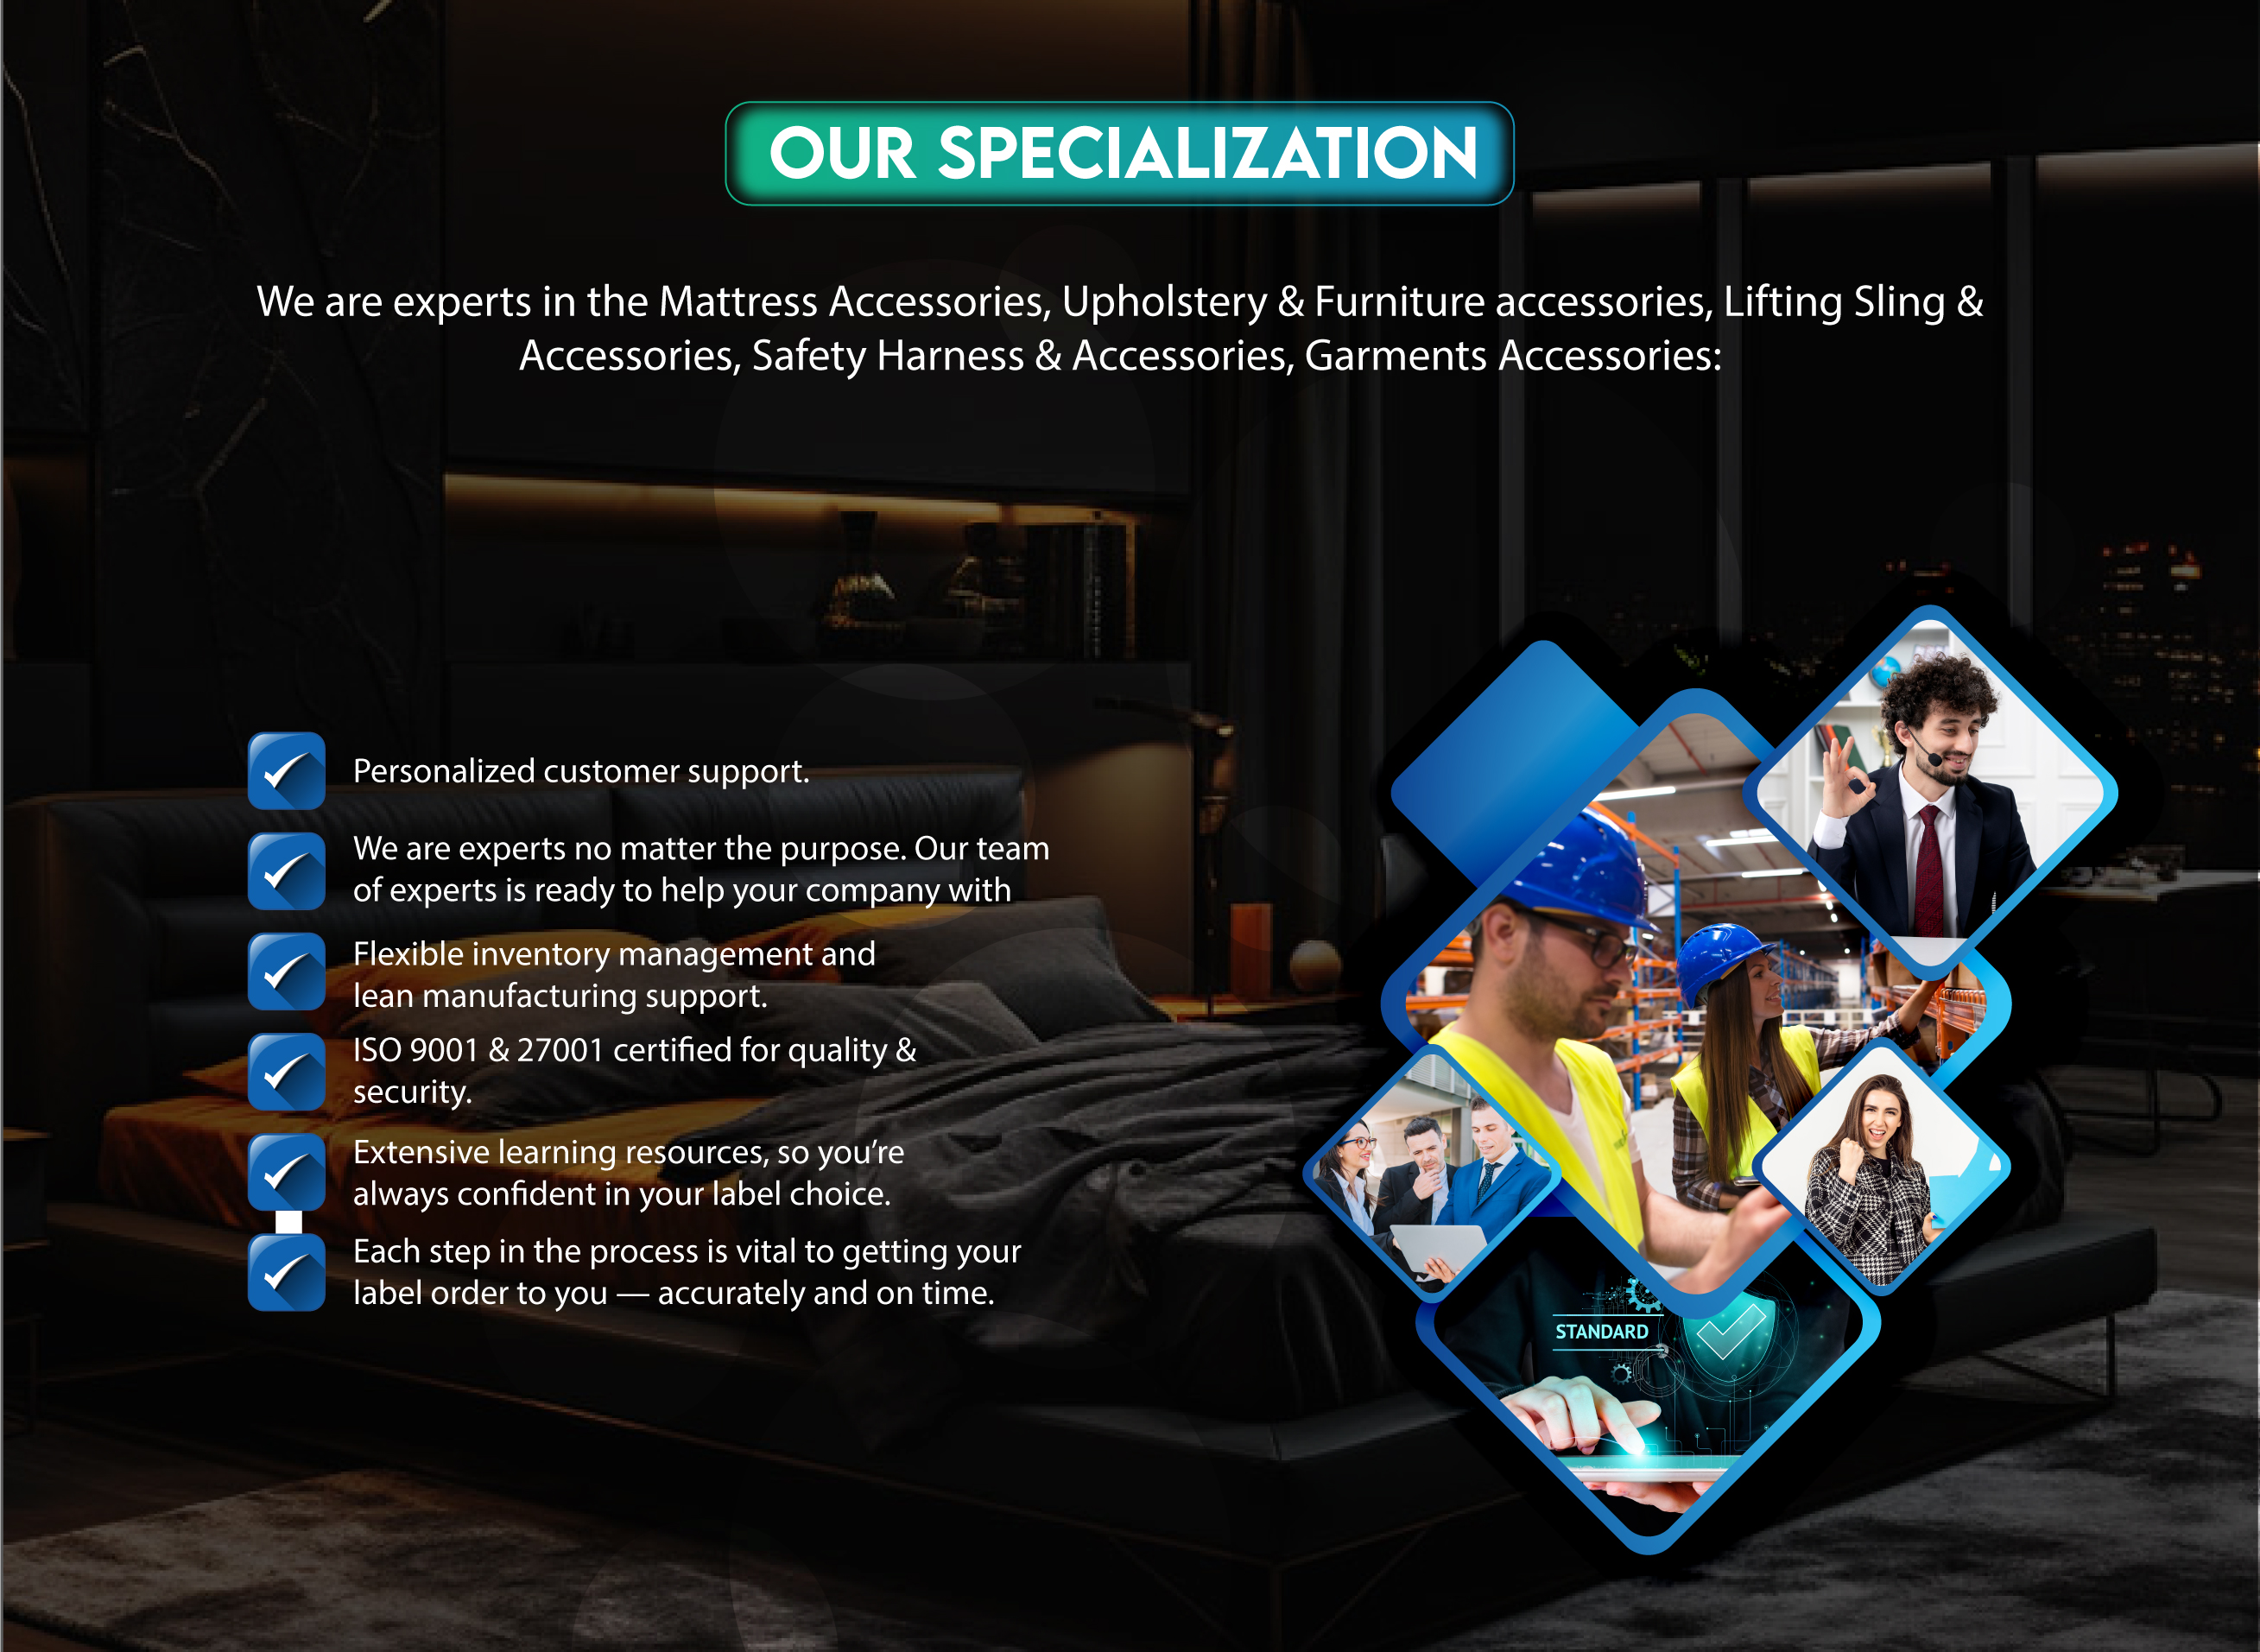 OUR SPECIALIZATION
We are experts in the Mattress Accessories, Upholstery & Furniture accessories, Lifting Sling &
Accessories, Safety Harness & Accessories, Garments Accessories:
Personalized customer support.
We are experts no matter the purpose. Our team
of experts is ready to help your company with
Flexible inventory management and
lean manufacturing support.
ISO 9001 & 27001 certified for quality &
security.
Extensive learning resources, so you're
always confident in your label choice.
Each step in the process is vital to getting your
label order to you — accurately and on time.
STANDARD